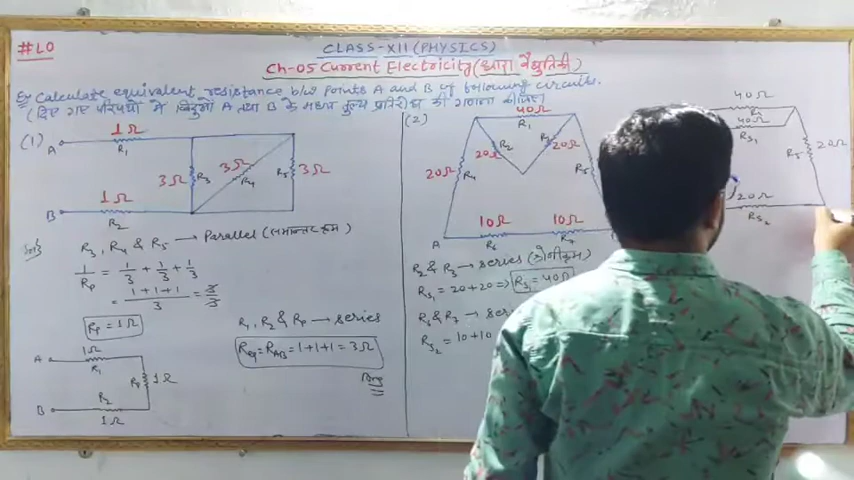 #L0
CLASS-XII (PHYSICS)
Ch-05 Current Electricity (धारा वैद्युतिकी)
Ex Calculate equivalent resistance b/w points A and B by following circuits.
(दिए गए परिपथों में बिन्दुओं A तथा B के मध्य तुल्य प्रतिरोध की गणना कीजिए)
(1)
A
1Ω
R1
3Ω
R3
3Ω
R4
R5
3Ω
1Ω
B
R2
R3, R4 & R5 → Parallel (समान्तर क्रम)
1/RP = 1/3 + 1/3 + 1/3
= (1+1+1)/3 = 3/3
RP = 1Ω
A
1Ω
R1
RP
1Ω
R2
B
1Ω
R1, R2 & RP → series
Req = RAB = 1+1+1 = 3Ω
Ans
(2)
30Ω
R1
20Ω
R4
20Ω
R2
R3
20Ω
R5
10Ω
10Ω
A
R6
R7
R2 & R3 → series (श्रेणीक्रम)
RS1 = 20+20 => RS1 = 40Ω
R6 & R7 → ser
RS2 = 10+10
40Ω
40Ω
RS1
R5
20Ω
20Ω
RS2